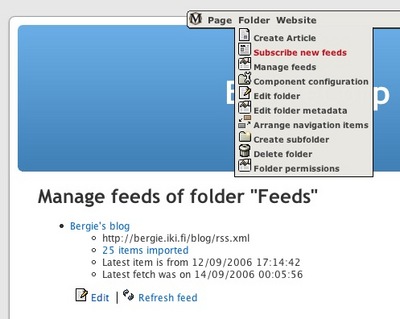 M Page Folder Website
Create Article
Subscribe new feeds
Manage feeds
Component configuration
Edit folder
Edit folder metadata
Arrange navigation items
Create subfolder
Delete folder
Folder permissions
Manage feeds of folder "Feeds"
Bergie's blog
http://bergie.iki.fi/blog/rss.xml
25 items imported
Latest item is from 12/09/2006 17:14:42
Latest fetch was on 14/09/2006 00:05:56
Edit | Refresh feed